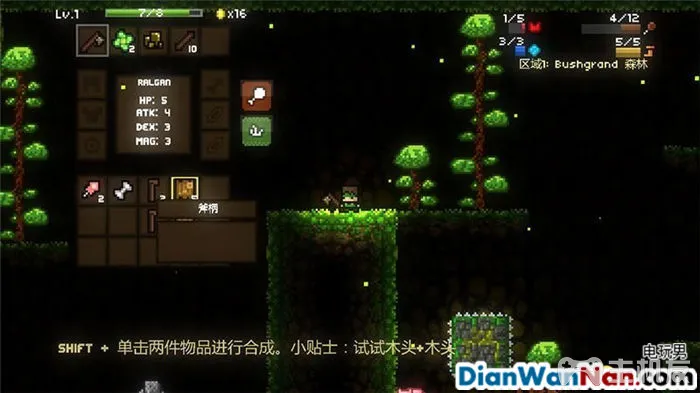 Lv.1
7/8
×16
1/5
4/12
3/3
5/5
区域1: Bushgrand 森林
2
10
RALGAN
HP: 5
ATK: 4
DEX: 3
MAG: 3
2
斧柄
SHIFT + 单击两件物品进行合成。小贴士：试试木头+木头
电玩男
DianWanNan.com